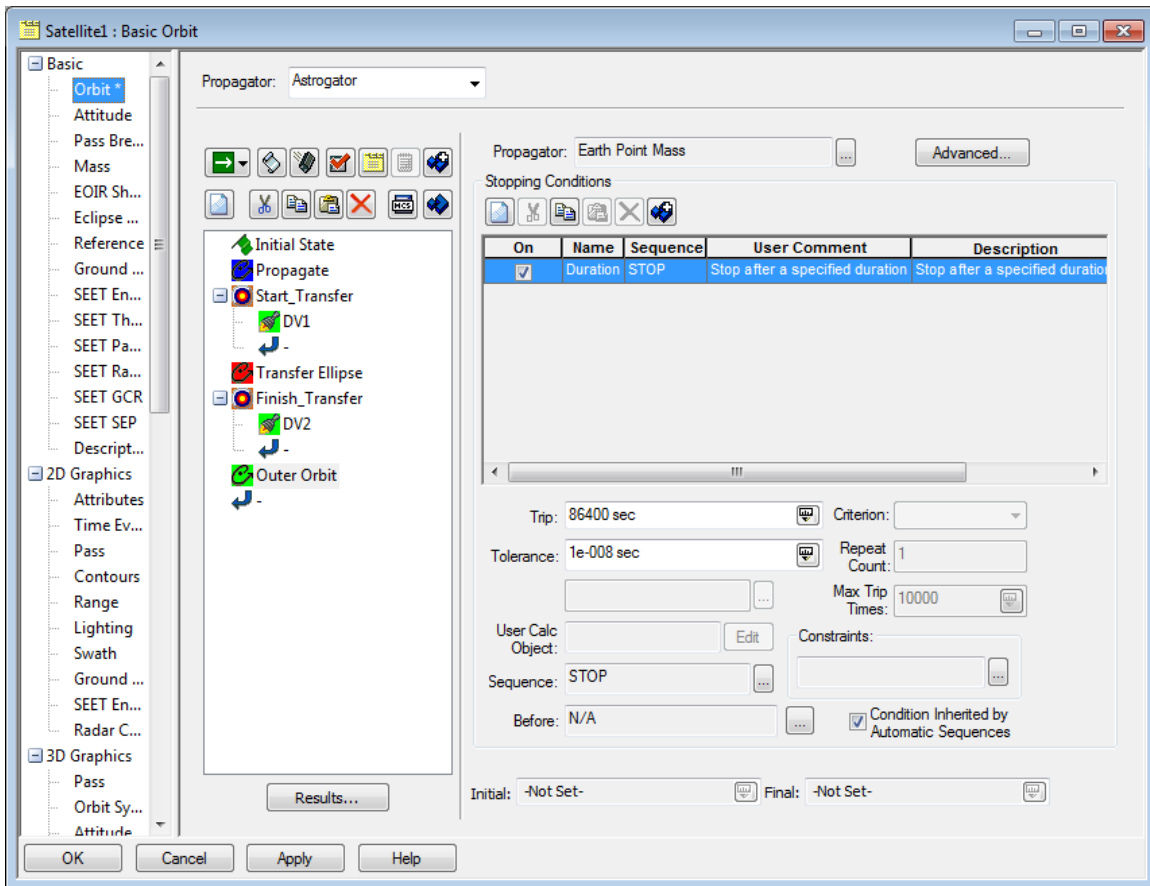 Satellite1 : Basic Orbit
Basic
Orbit *
Attitude
Pass Bre...
Mass
EOIR Sh...
Eclipse ...
Reference
Ground ...
SEET En...
SEET Th...
SEET Pa...
SEET Ra...
SEET GCR
SEET SEP
Descript...
2D Graphics
Attributes
Time Ev...
Pass
Contours
Range
Lighting
Swath
Ground ...
SEET En...
Radar C...
3D Graphics
Pass
Orbit Sy...
Attitude
Propagator: Astrogator
MCS
Initial State
Propagate
Start_Transfer
DV1
-
Transfer Ellipse
Finish_Transfer
DV2
-
Outer Orbit
-
Results...
Propagator: Earth Point Mass ... Advanced...
Stopping Conditions
On Name Sequence User Comment Description
Duration STOP Stop after a specified duration Stop after a specified duration
Trip: 86400 sec Criterion:
Tolerance: 1e-008 sec Repeat Count: 1
... Max Trip Times: 10000
User Calc Object: Edit Constraints:
...
Sequence: STOP ...
Before: N/A ... Condition Inherited by
Automatic Sequences
Initial: -Not Set- Final: -Not Set-
OK Cancel Apply Help